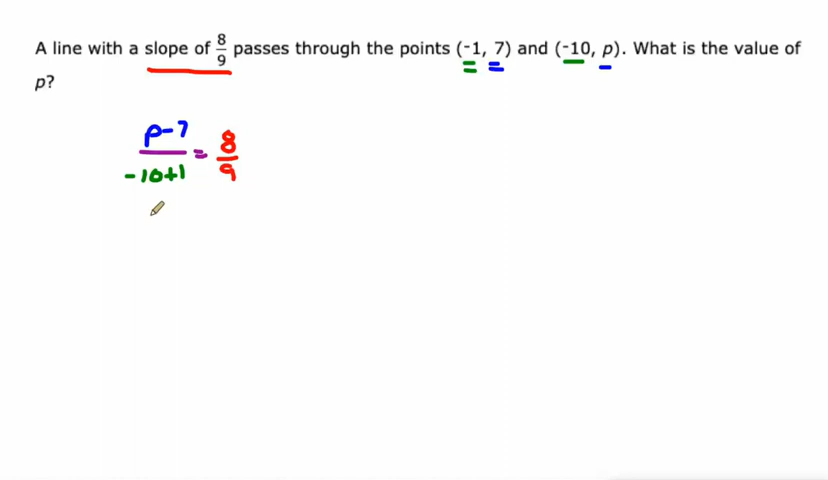 A line with a slope of 8/9 passes through the points (-1, 7) and (-10, p). What is the value of
p?
p-7/-10+1 = 8/9